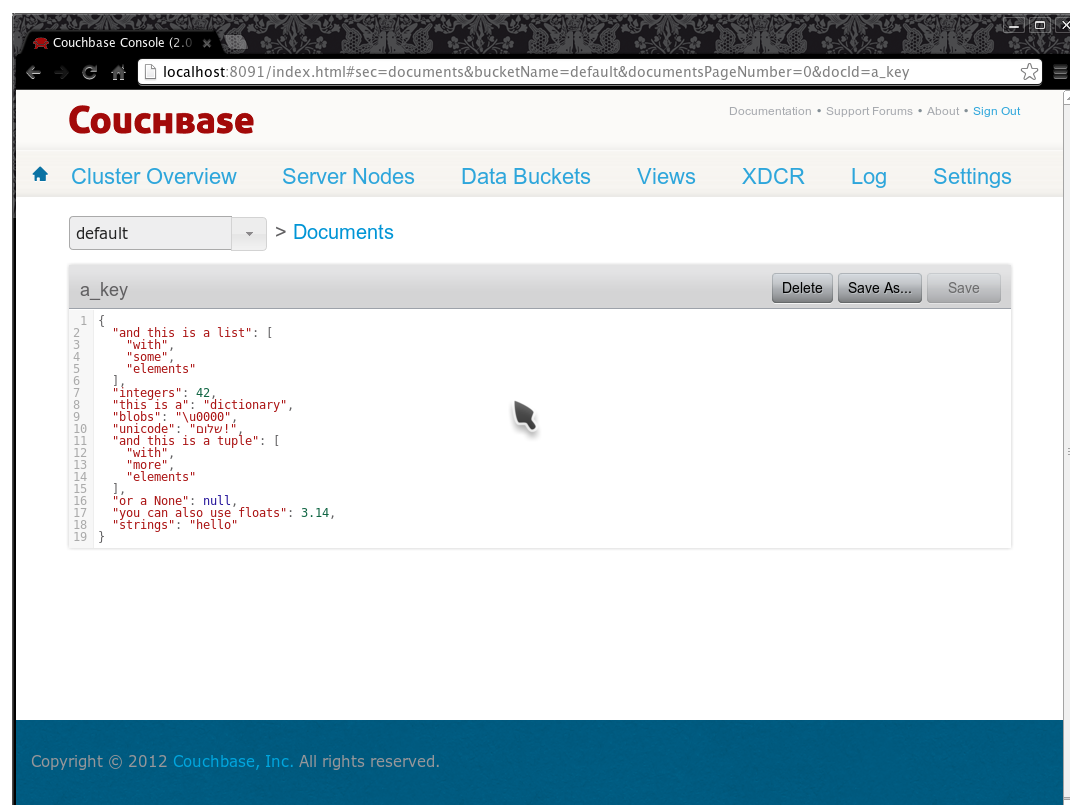 Couchbase Console (2.0
localhost:8091/index.html#sec=documents&bucketName=default&documentsPageNumber=0&docId=a_key
Couchbase
Documentation • Support Forums • About • Sign Out
Cluster Overview Server Nodes Data Buckets Views XDCR Log Settings
default > Documents
a_key Delete Save As... Save
1 {
2 "and this is a list": [
3 "with",
4 "some",
5 "elements"
6 ],
7 "integers": 42,
8 "this is a": "dictionary",
9 "blobs": "\u0000",
10 "unicode": "שלום!",
11 "and this is a tuple": [
12 "with",
13 "more",
14 "elements"
15 ],
16 "or a None": null,
17 "you can also use floats": 3.14,
18 "strings": "hello"
19 }
Copyright © 2012 Couchbase, Inc. All rights reserved.